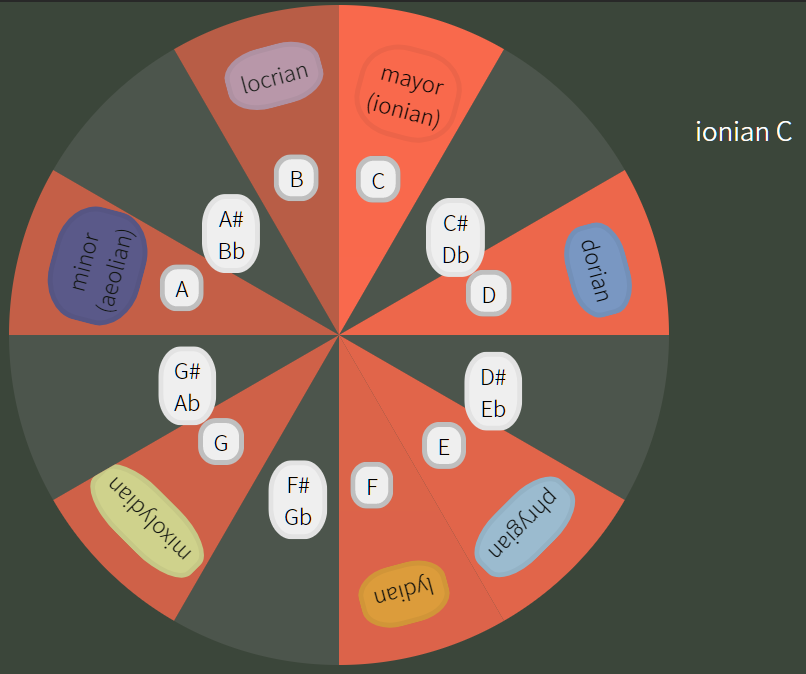 locrian
mayor
(ionian)
ionian C
B
C
A#
Bb
C#
Db
minor
(aeolian)
A
D
dorian
G#
Ab
D#
Eb
G
E
F#
Gb
F
mixolydian
phrygian
lydian